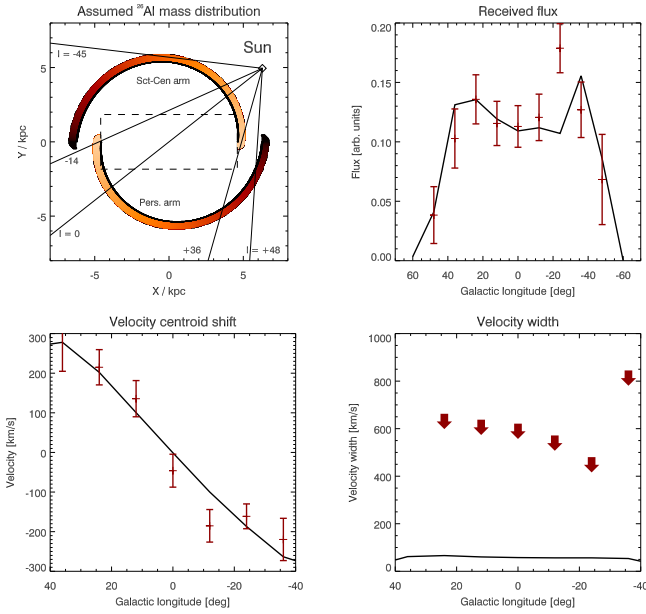 Assumed ²⁶Al mass distribution
Sun
l = -45
Sct-Cen arm
5
0
-5
Y / kpc
-14
Pers. arm
l = 0
+36
l = +48
-5 0 5
X / kpc
Received flux
0.20
0.15
0.10
0.05
0.00
Flux [arb. units]
60 40 20 0 -20 -40 -60
Galactic longitude [deg]
Velocity centroid shift
300
200
100
0
-100
-200
-300
Velocity [km/s]
40 20 0 -20 -40
Galactic longitude [deg]
Velocity width
1000
800
600
400
200
0
Velocity width [km/s]
40 20 0 -20 -40
Galactic longitude [deg]